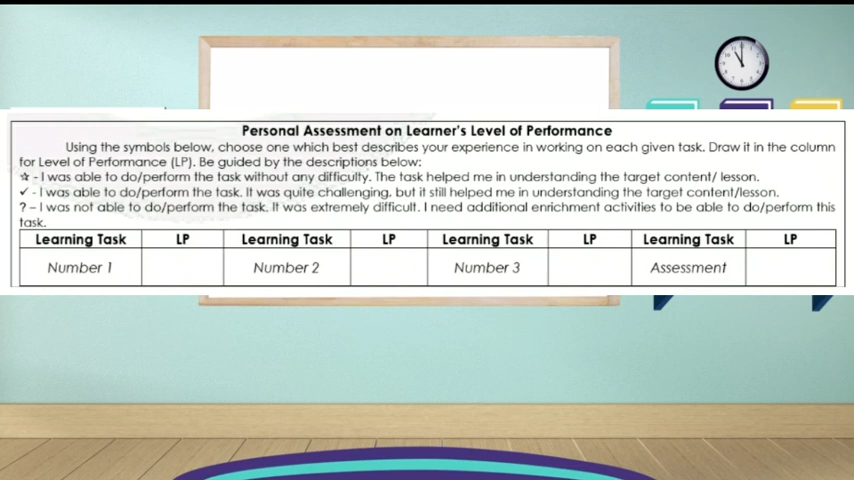 Personal Assessment on Learner's Level of Performance
Using the symbols below, choose one which best describes your experience in working on each given task. Draw it in the column
for Level of Performance (LP). Be guided by the descriptions below:
☆ - I was able to do/perform the task without any difficulty. The task helped me in understanding the target content/ lesson.
✓ - I was able to do/perform the task. It was quite challenging, but it still helped me in understanding the target content/lesson.
? – I was not able to do/perform the task. It was extremely difficult. I need additional enrichment activities to be able to do/perform this
task.
Learning Task LP Learning Task LP Learning Task LP Learning Task LP
Number 1 Number 2 Number 3 Assessment